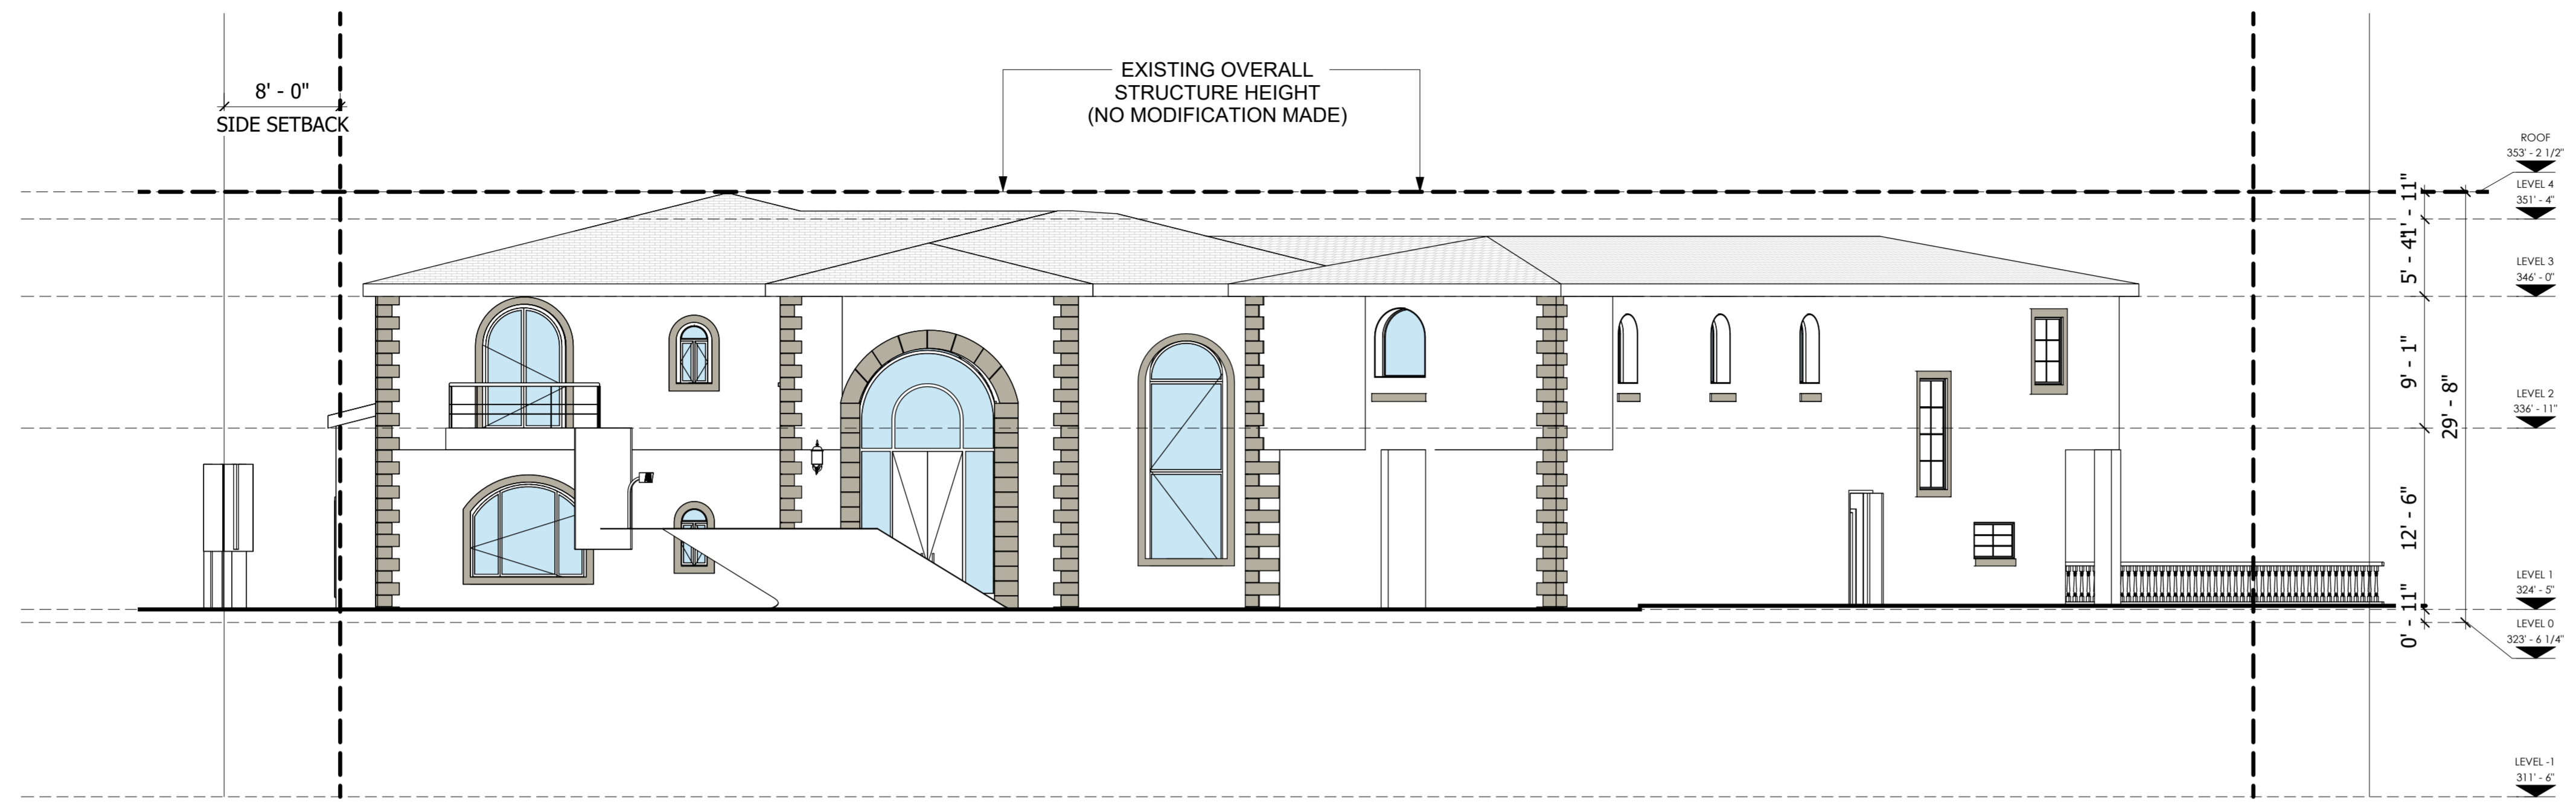 EXISTING OVERALL
STRUCTURE HEIGHT
(NO MODIFICATION MADE)
8' - 0"
SIDE SETBACK
ROOF
353' - 2 1/2"
LEVEL 4
351' - 4"
LEVEL 3
346' - 0"
LEVEL 2
336' - 11"
LEVEL 1
324' - 5"
LEVEL 0
323' - 6 1/4"
LEVEL -1
311' - 6"
1' - 11"
5' - 4"
9' - 1"
12' - 6"
0' - 11"
29' - 8"